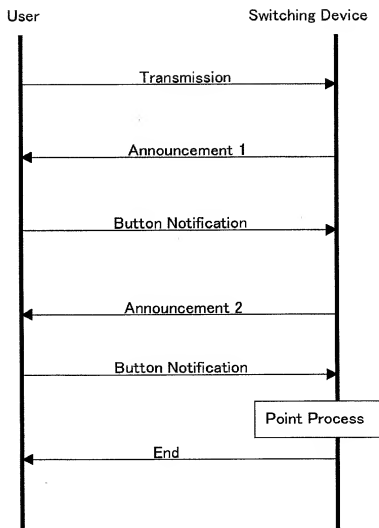 User
Switching Device
Transmission
Announcement 1
Button Notification
Announcement 2
Button Notification
Point Process
End